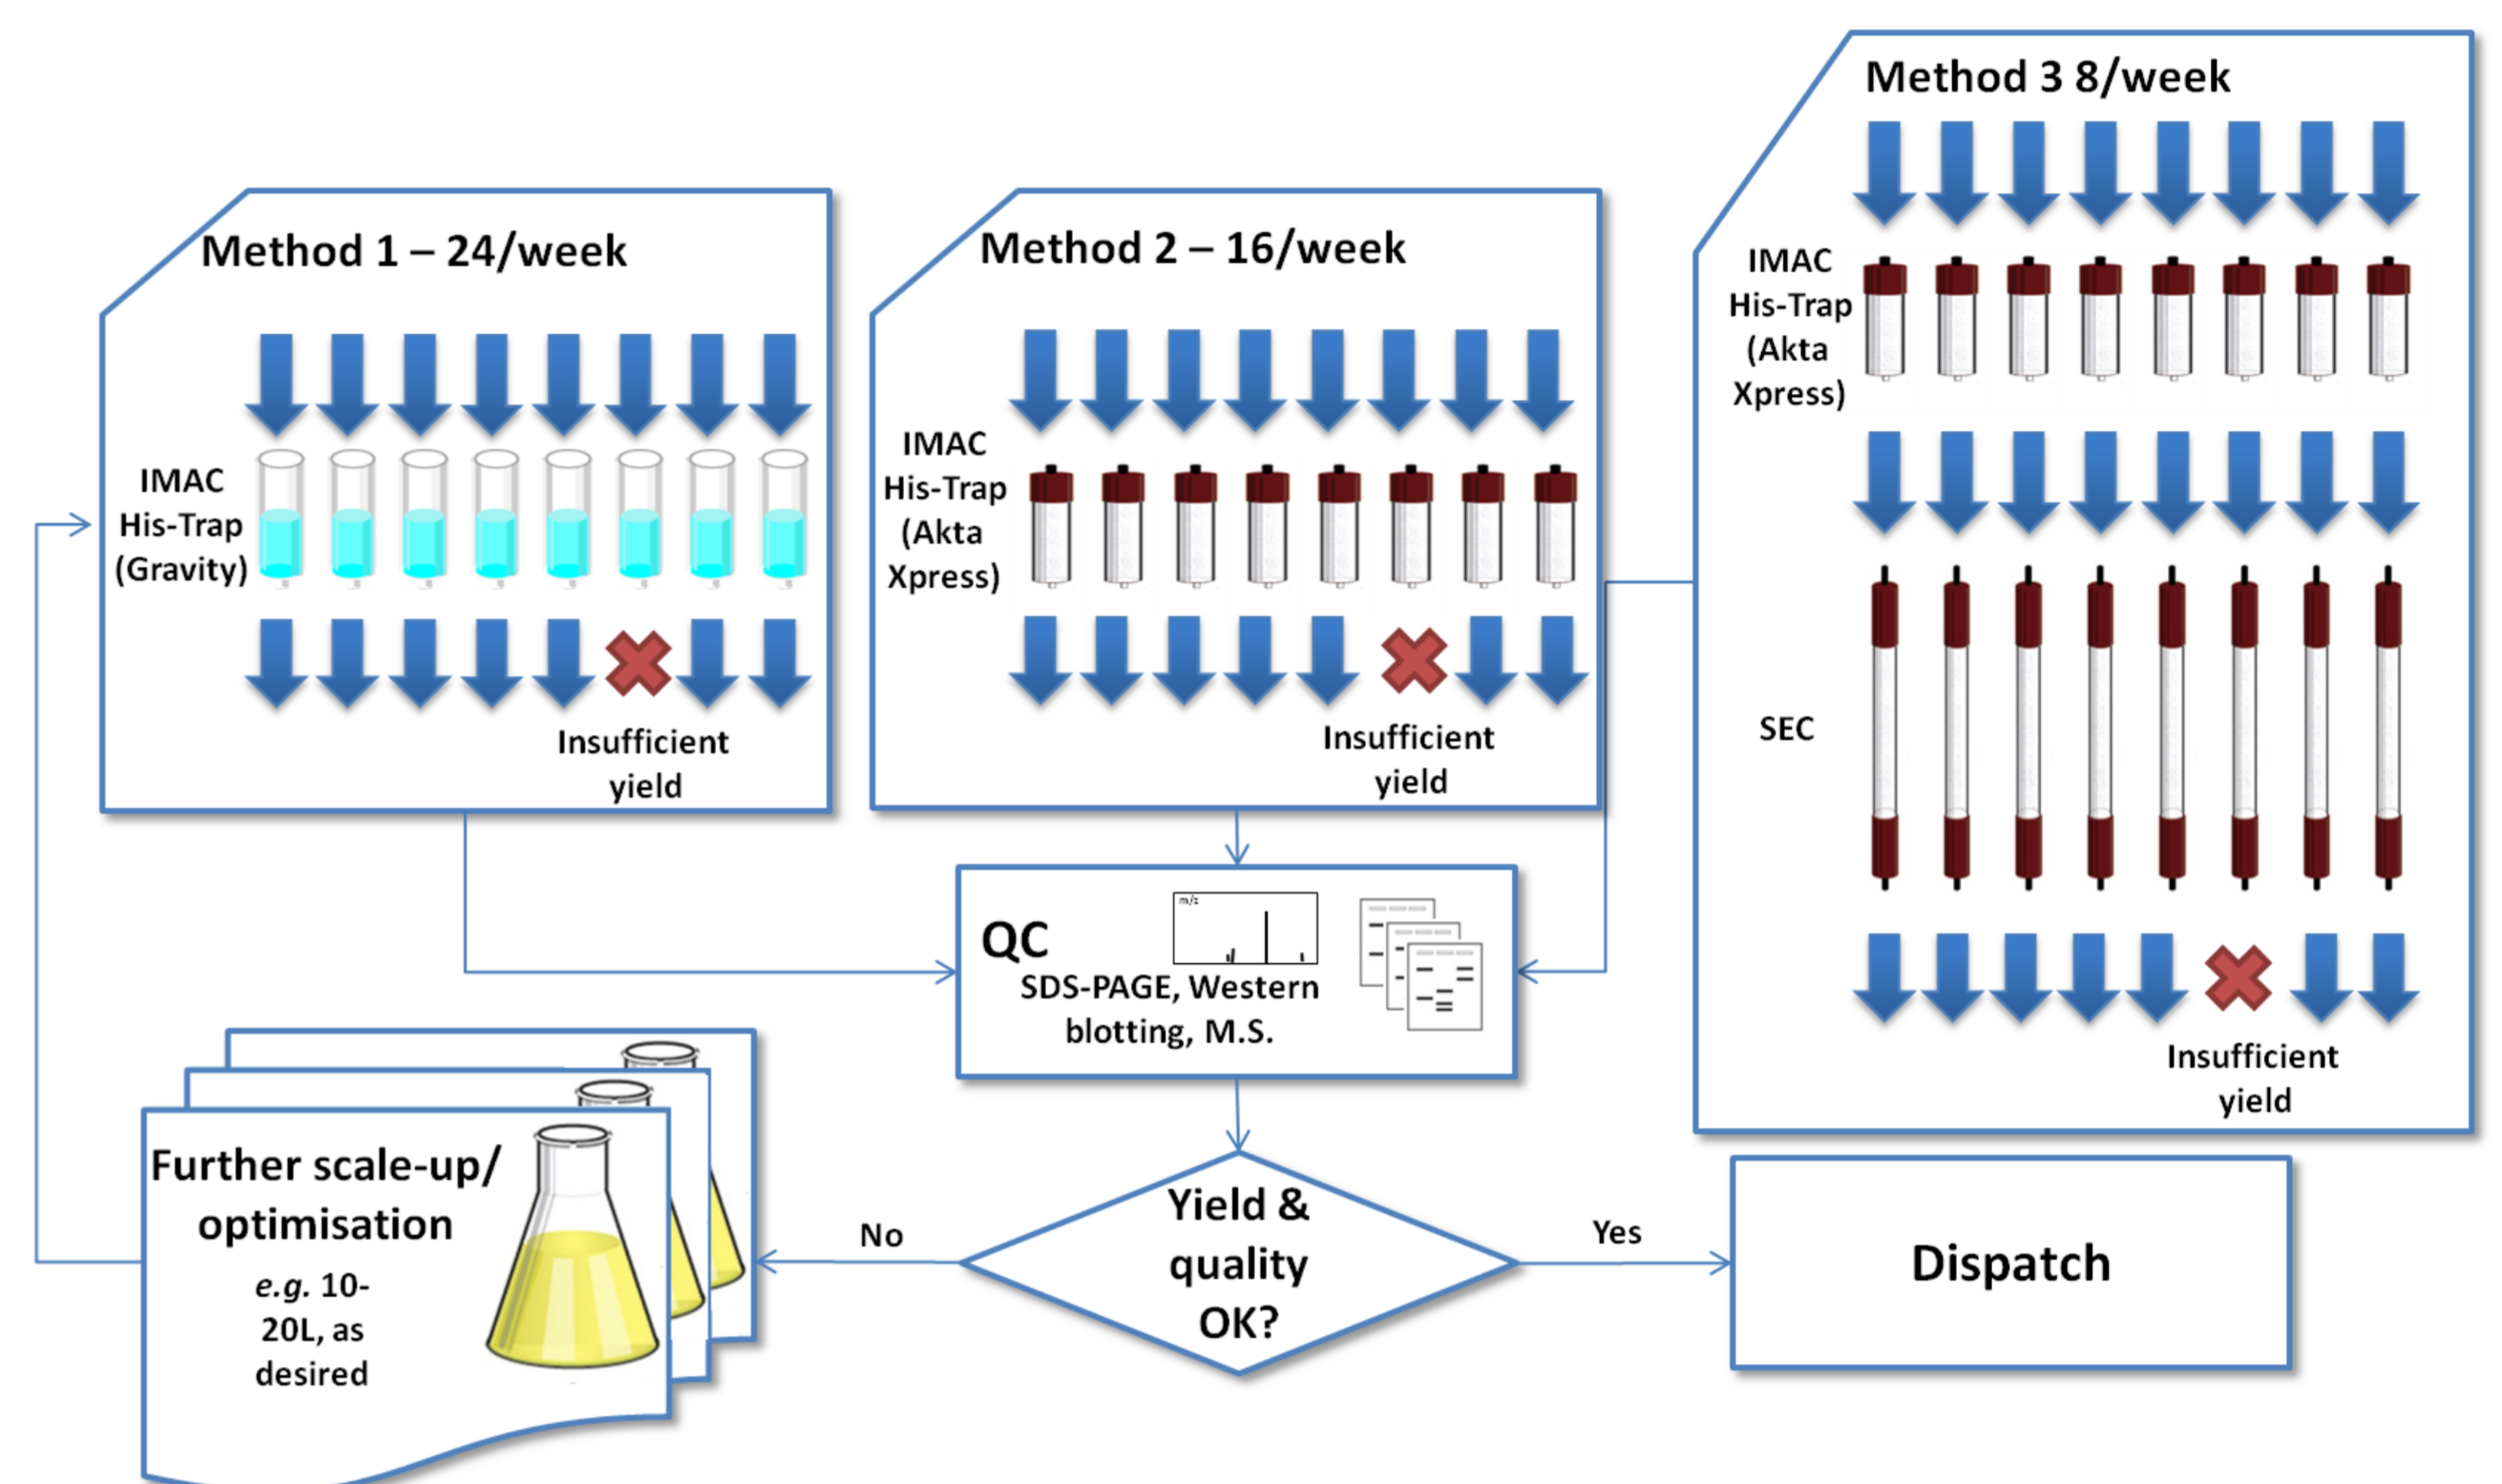 Method 1 – 24/week
IMAC
His-Trap
(Gravity)
Insufficient
yield
Method 2 – 16/week
IMAC
His-Trap
(Akta
Xpress)
Insufficient
yield
Method 3 8/week
IMAC
His-Trap
(Akta
Xpress)
SEC
Insufficient
yield
QC
m/z
SDS-PAGE, Western
blotting, M.S.
Yield &
quality
OK?
No
Yes
Further scale-up/
optimisation
e.g. 10-
20L, as
desired
Dispatch